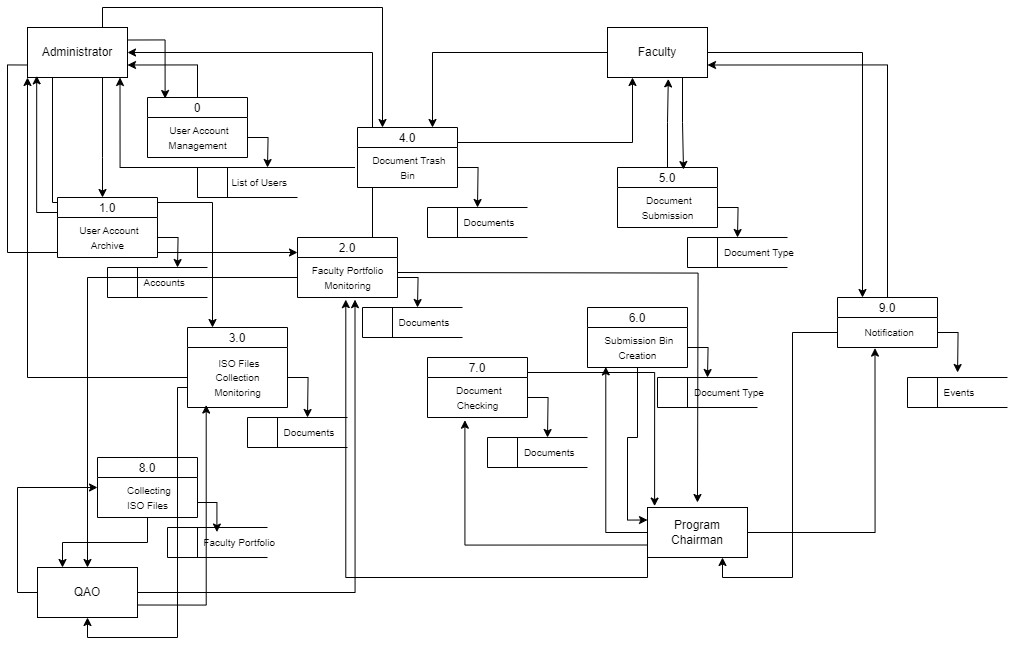 Administrator
Faculty
0
User Account
Management
List of Users
4.0
Document Trash
Bin
Documents
5.0
Document
Submission
Document Type
1.0
User Account
Archive
Accounts
2.0
Faculty Portfolio
Monitoring
Documents
3.0
ISO Files
Collection
Monitoring
Documents
6.0
Submission Bin
Creation
Document Type
9.0
Notification
Events
7.0
Document
Checking
Documents
8.0
Collecting
ISO Files
Faculty Portfolio
Program
Chairman
QAO